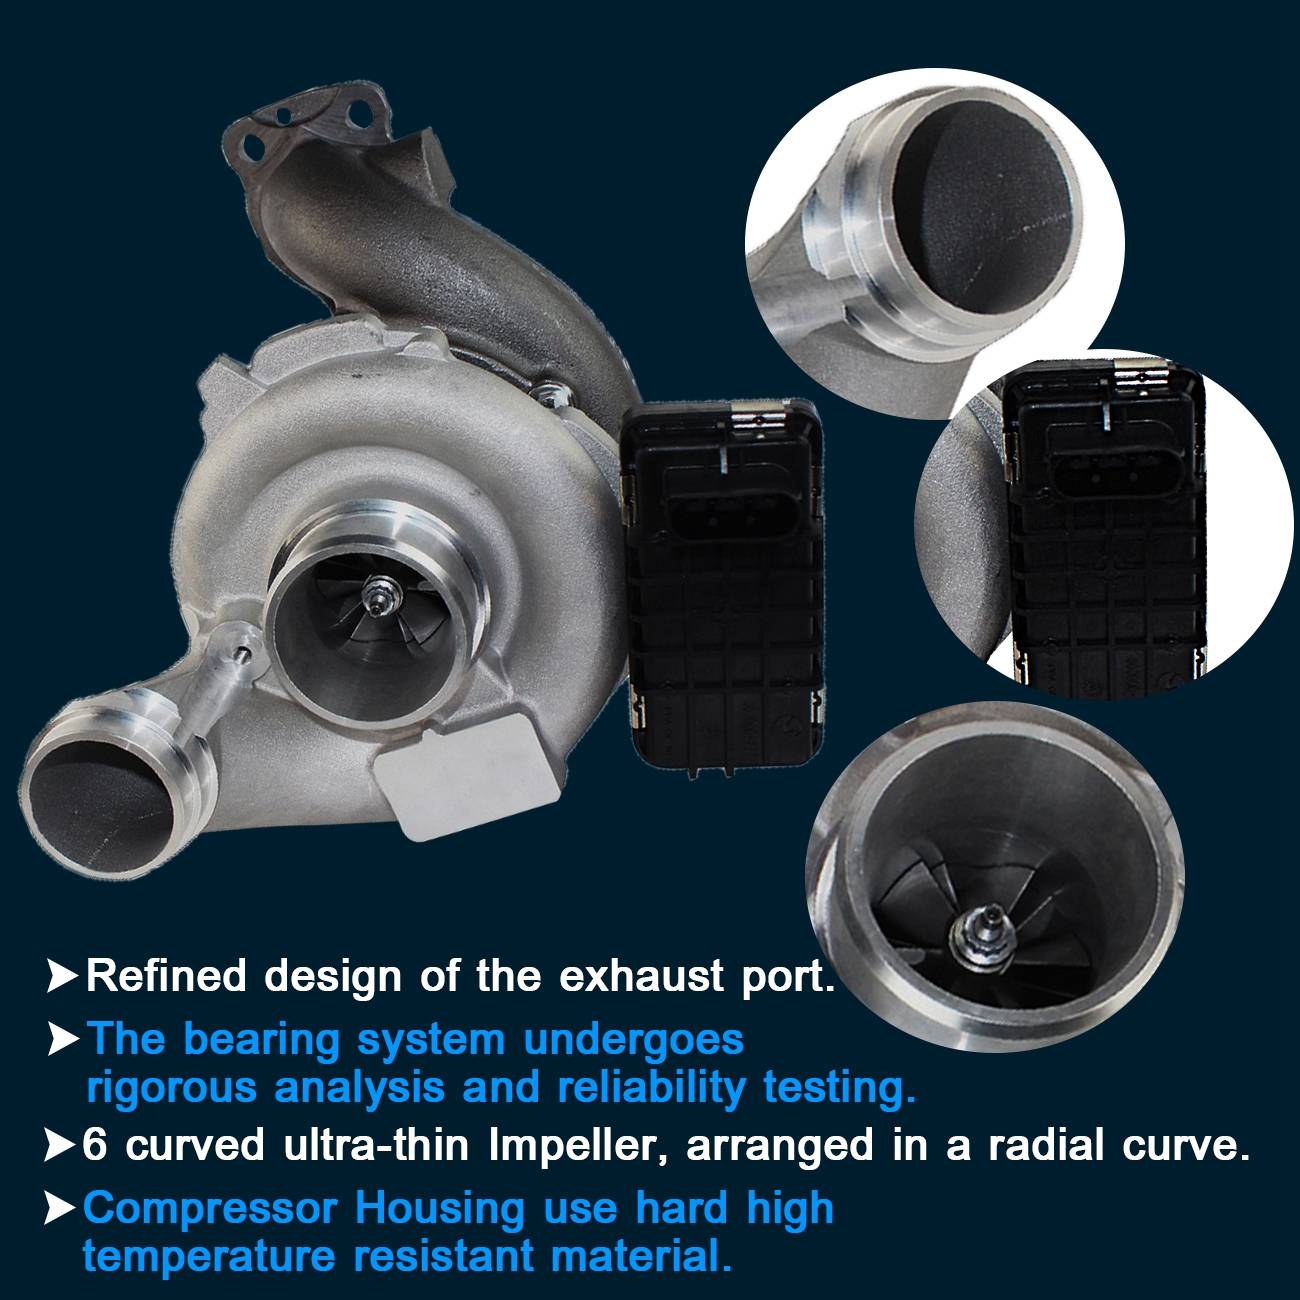 Refined design of the exhaust port.
The bearing system undergoes
rigorous analysis and reliability testing.
6 curved ultra-thin Impeller, arranged in a radial curve.
Compressor Housing use hard high
temperature resistant material.